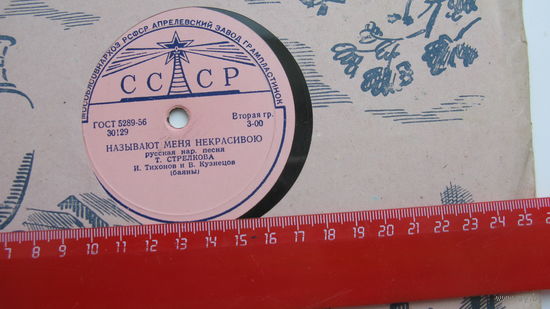 МОСОБЛСОВНАРХОЗ РСФСР АПРЕЛЕВСКИЙ ЗАВОД ГРАМПЛАСТИНОК
СССР
ГОСТ 5289-56
30129
Вторая гр.
3-00
НАЗЫВАЮТ МЕНЯ НЕКРАСИВОЮ
русская нар. песня
Т. СТРЕЛКОВА
И. Тихонов и В. Кузнецов
(баяны)
7 8 9 10 11 12 13 14 15 16 17 18 19 20 21 22 23 24 25